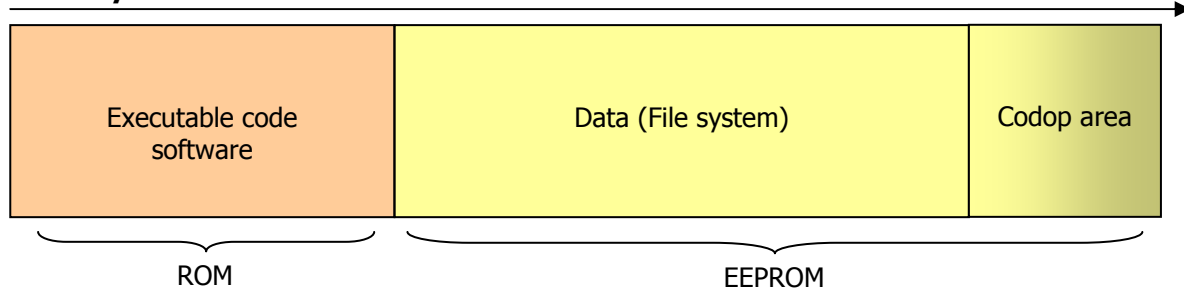 Executable code
software
Data (File system)
Codop area
ROM
EEPROM